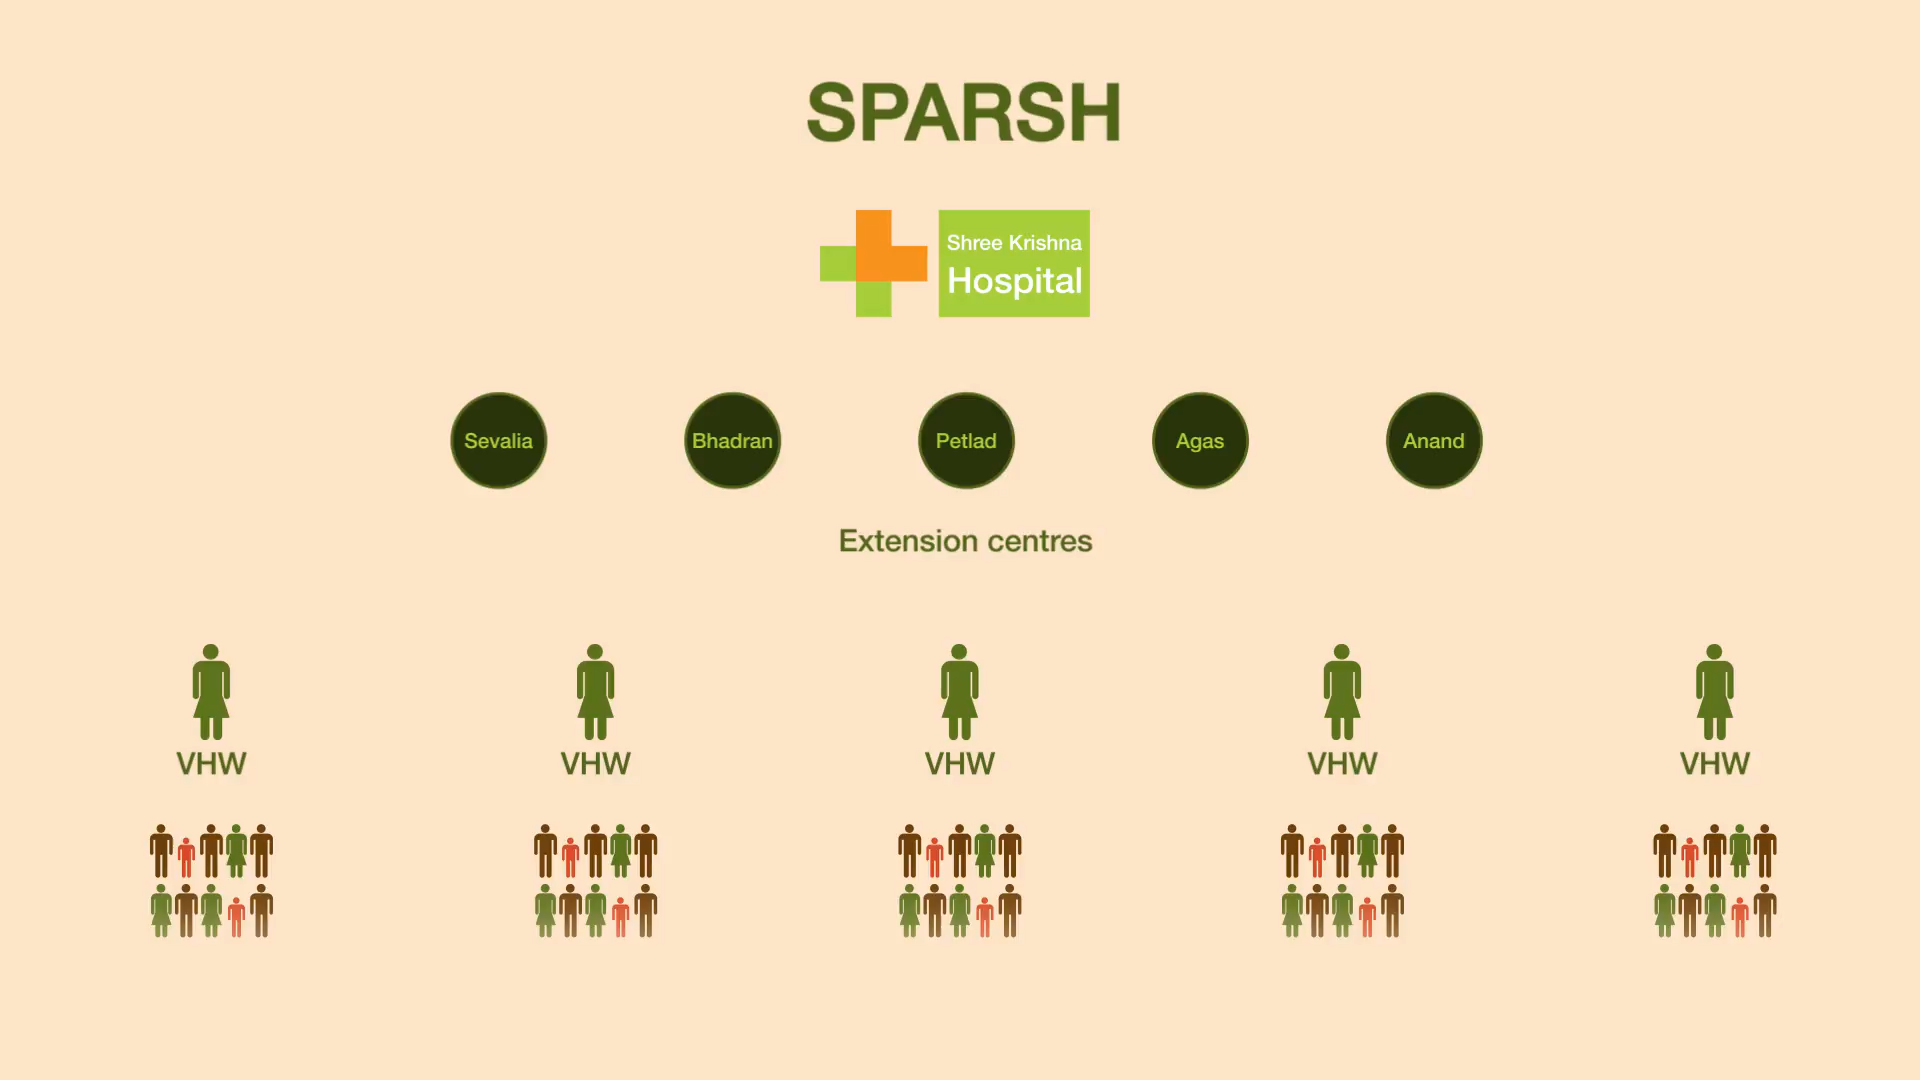 SPARSH
Shree Krishna
Hospital
Sevalia
Bhadran
Petlad
Agas
Anand
Extension centres
VHW
VHW
VHW
VHW
VHW